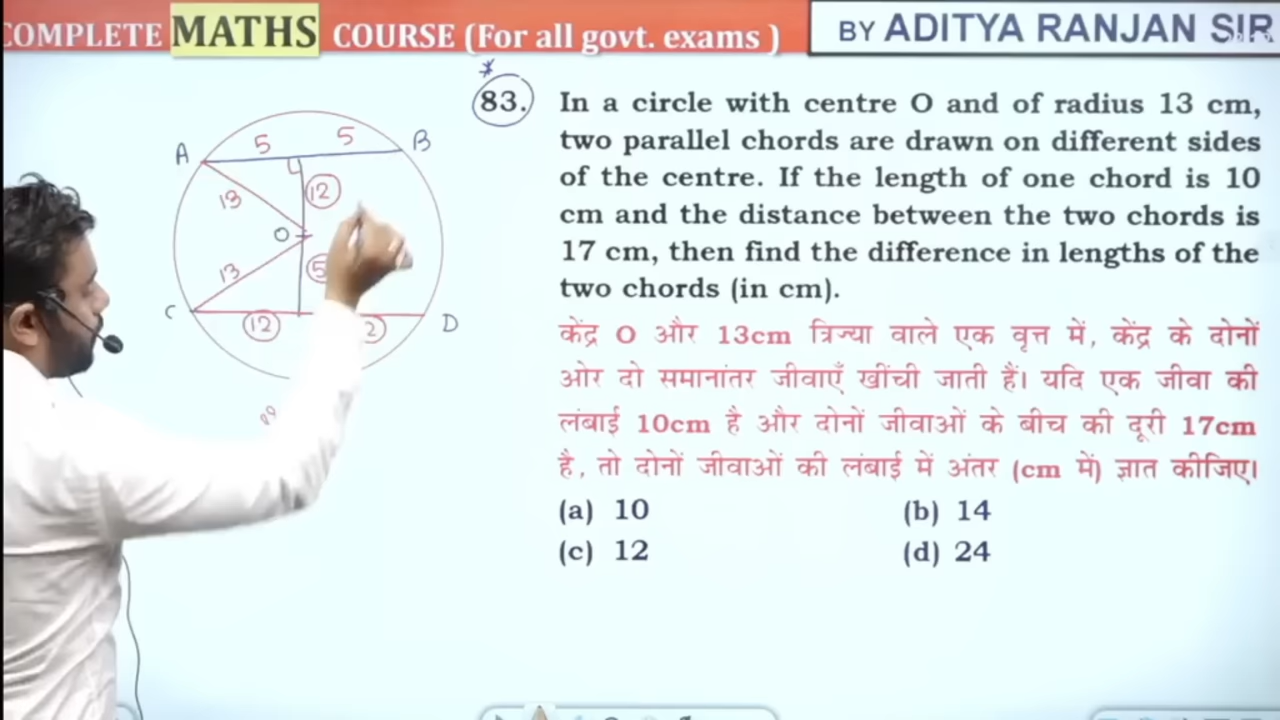 COMPLETE MATHS COURSE (For all govt. exams )
BY ADITYA RANJAN SIR
83. In a circle with centre O and of radius 13 cm,
two parallel chords are drawn on different sides
of the centre. If the length of one chord is 10
cm and the distance between the two chords is
17 cm, then find the difference in lengths of the
two chords (in cm).
केंद्र O और 13cm त्रिज्या वाले एक वृत्त में, केंद्र के दोनों
ओर दो समानांतर जीवाएँ खींची जाती हैं। यदि एक जीवा की
लंबाई 10cm है और दोनों जीवाओं के बीच की दूरी 17cm
है, तो दोनों जीवाओं की लंबाई में अंतर (cm में) ज्ञात कीजिए।
(a) 10 (b) 14
(c) 12 (d) 24
A 5 5 B
13 12
O
13 5
C 12 2 D